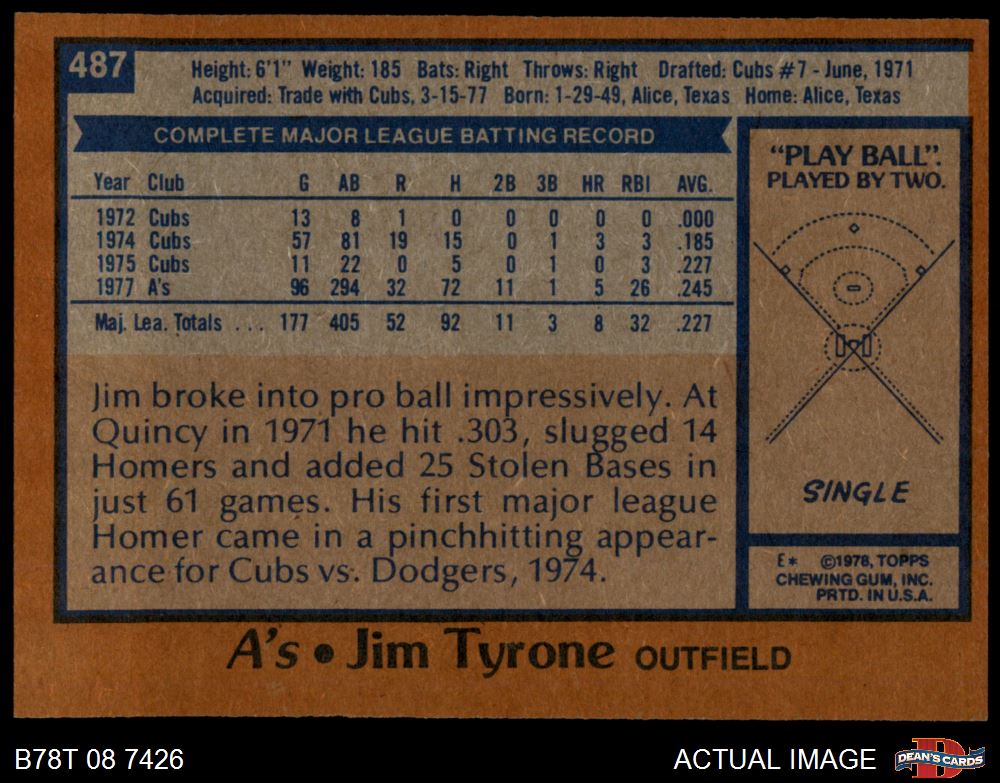 487
Height: 6'1" Weight: 185 Bats: Right Throws: Right Drafted: Cubs #7 - June, 1971
Acquired: Trade with Cubs, 3-15-77 Born: 1-29-49, Alice, Texas Home: Alice, Texas
COMPLETE MAJOR LEAGUE BATTING RECORD
Year Club G AB R H 2B 3B HR RBI AVG.
1972 Cubs 13 8 1 0 0 0 0 0 .000
1974 Cubs 57 81 19 15 0 1 3 3 .185
1975 Cubs 11 22 0 5 0 1 0 3 .227
1977 A's 96 294 32 72 11 1 5 26 .245
Maj. Lea. Totals . . . 177 405 52 92 11 3 8 32 .227
Jim broke into pro ball impressively. At
Quincy in 1971 he hit .303, slugged 14
Homers and added 25 Stolen Bases in
just 61 games. His first major league
Homer came in a pinchhitting appear-
ance for Cubs vs. Dodgers, 1974.
"PLAY BALL".
PLAYED BY TWO.
SINGLE
E* ©1978, TOPPS
CHEWING GUM, INC.
PRTD. IN U.S.A.
A's • Jim Tyrone OUTFIELD
B78T 08 7426
ACTUAL IMAGE
DEAN'S CARDS